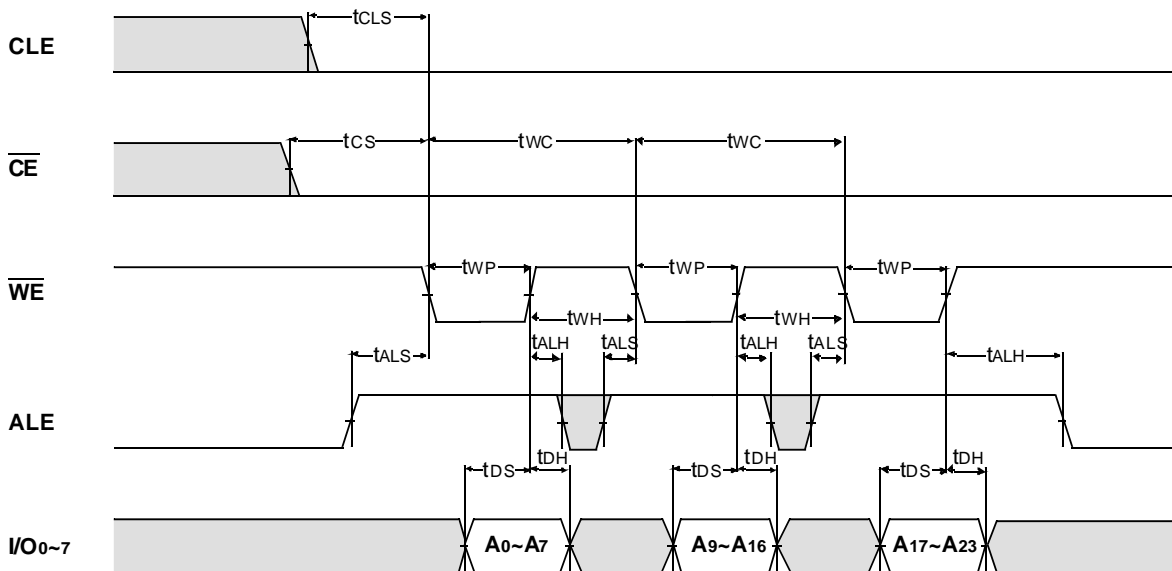 CLE
tCLS
CE
tCS
tWC
tWC
WE
tWP
tWP
tWP
tWH
tWH
tALS
tALH
tALS
tALH
tALS
tALH
ALE
tDS
tDH
tDS
tDH
tDS
tDH
I/O0~7
A0~A7
A9~A16
A17~A23